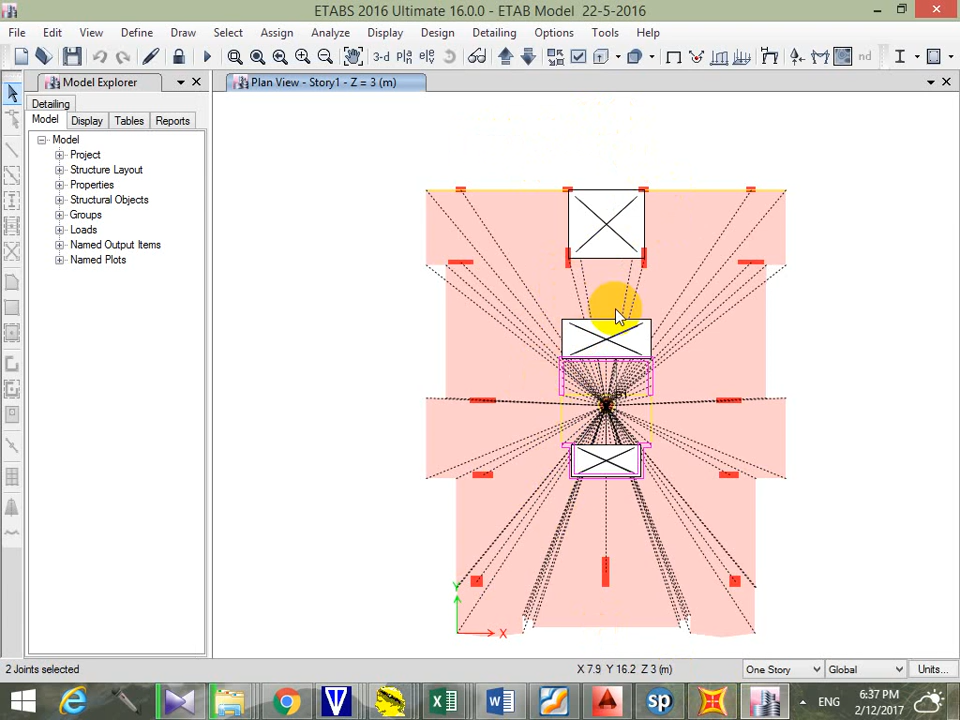 ETABS 2016 Ultimate 16.0.0 - ETAB Model 22-5-2016
File Edit View Define Draw Select Assign Analyze Display Design Detailing Options Tools Help
3-d pla ele nd
Model Explorer
Plan View - Story1 - Z = 3 (m)
Detailing
Model Display Tables Reports
Model
Project
Structure Layout
Properties
Structural Objects
Groups
Loads
Named Output Items
Named Plots
Y
X
2 Joints selected
X 7.9 Y 16.2 Z 3 (m)
One Story
Global
Units...
ENG
6:37 PM
2/12/2017